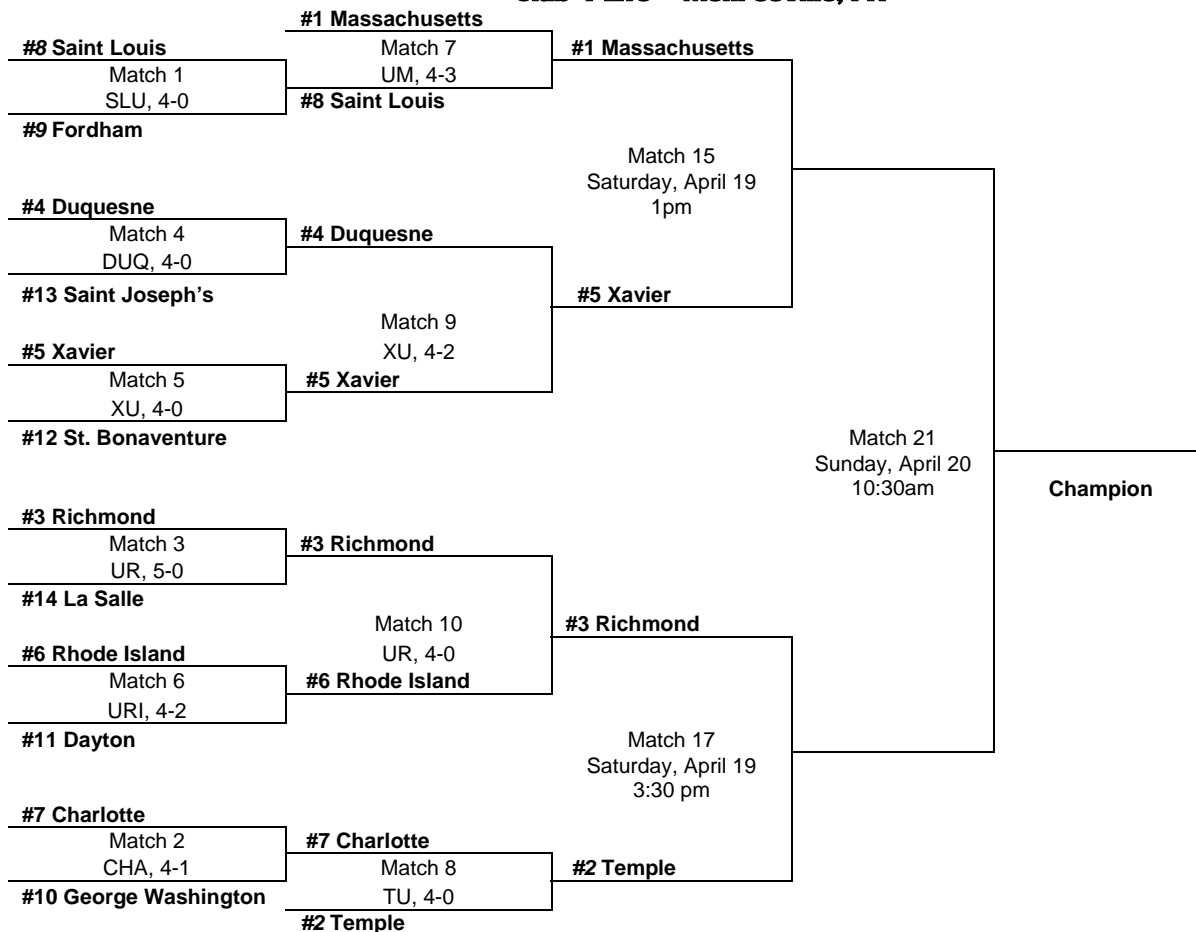 #1 Massachusetts
#8 Saint Louis
Match 7
#1 Massachusetts
Match 1
UM, 4-3
SLU, 4-0
#8 Saint Louis
#9 Fordham
Match 15
Saturday, April 19
1pm
#4 Duquesne
Match 4
#4 Duquesne
DUQ, 4-0
#13 Saint Joseph's
#5 Xavier
Match 9
#5 Xavier
XU, 4-2
Match 5
#5 Xavier
XU, 4-0
#12 St. Bonaventure
Match 21
Sunday, April 20
10:30am
Champion
#3 Richmond
Match 3
#3 Richmond
UR, 5-0
#14 La Salle
Match 10
#3 Richmond
#6 Rhode Island
UR, 4-0
Match 6
#6 Rhode Island
URI, 4-2
#11 Dayton
Match 17
Saturday, April 19
3:30 pm
#7 Charlotte
Match 2
#7 Charlotte
CHA, 4-1
Match 8
#2 Temple
#10 George Washington
TU, 4-0
#2 Temple